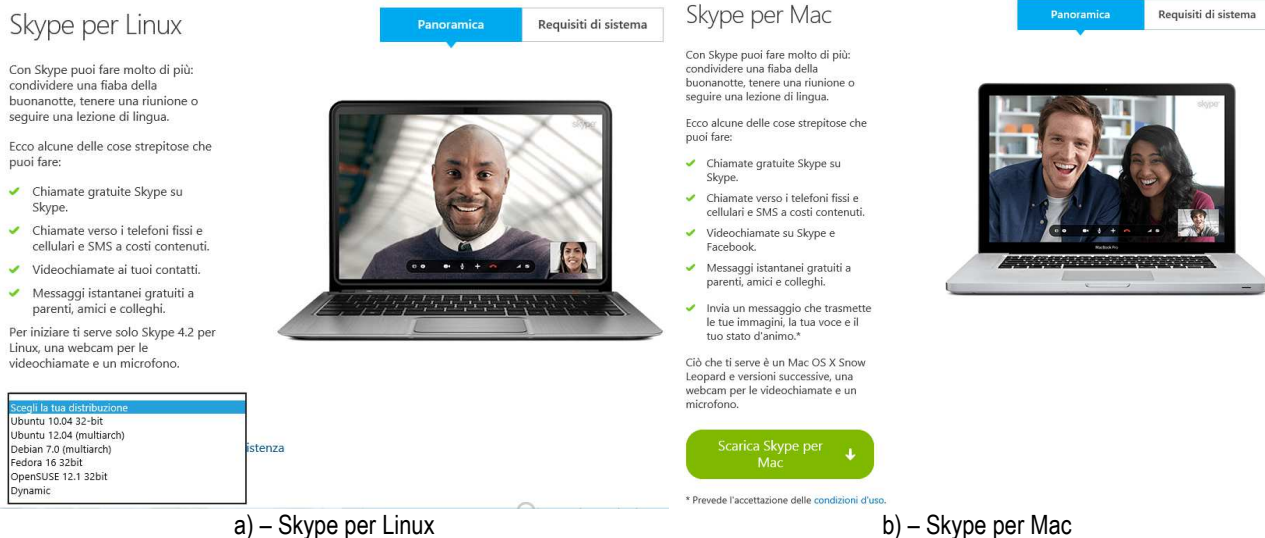 Skype per Linux
Panoramica
Requisiti di sistema
Con Skype puoi fare molto di più:
condividere una fiaba della
buonanotte, tenere una riunione o
seguire una lezione di lingua.
Ecco alcune delle cose strepitose che
puoi fare:
Chiamate gratuite Skype su
Skype.
Chiamate verso i telefoni fissi e
cellulari e SMS a costi contenuti.
Videochiamate ai tuoi contatti.
Messaggi istantanei gratuiti a
parenti, amici e colleghi.
Per iniziare ti serve solo Skype 4.2 per
Linux, una webcam per le
videochiamate e un microfono.
Scegli la tua distribuzione
Ubuntu 10.04 32-bit
Ubuntu 12.04 (multiarch)
Debian 7.0 (multiarch)
Fedora 16 32bit
OpenSUSE 12.1 32bit
Dynamic
istenza
skype
a) – Skype per Linux
Skype per Mac
Panoramica
Requisiti di sistema
Con Skype puoi fare molto di più:
condividere una fiaba della
buonanotte, tenere una riunione o
seguire una lezione di lingua.
Ecco alcune delle cose strepitose che
puoi fare:
Chiamate gratuite Skype su
Skype.
Chiamate verso i telefoni fissi e
cellulari e SMS a costi contenuti.
Videochiamate su Skype e
Facebook.
Messaggi istantanei gratuiti a
parenti, amici e colleghi.
Invia un messaggio che trasmette
le tue immagini, la tua voce e il
tuo stato d'animo.*
Ciò che ti serve è un Mac OS X Snow
Leopard e versioni successive, una
webcam per le videochiamate e un
microfono.
Scarica Skype per
Mac
* Prevede l'accettazione delle condizioni d'uso.
skype
MacBook Pro
b) – Skype per Mac